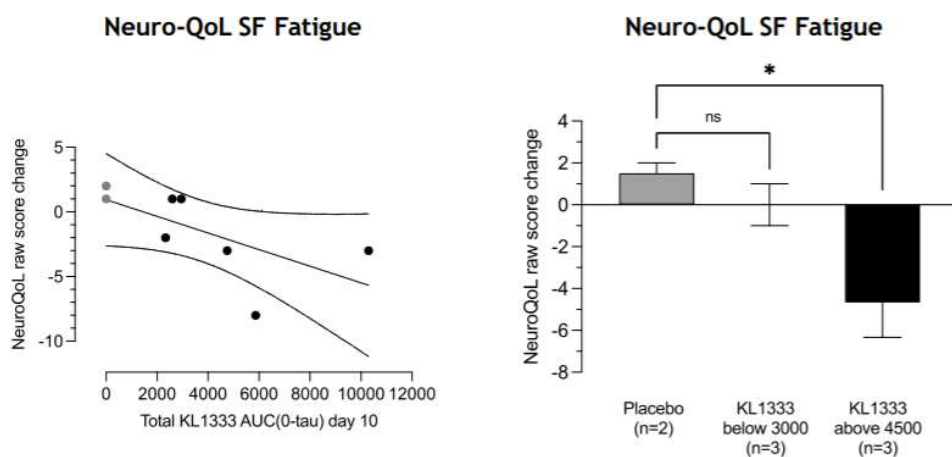 Neuro-QoL SF Fatigue
NeuroQoL raw score change
5
0
-5
-10
0 2000 4000 6000 8000 10000 12000
Total KL1333 AUC(0-tau) day 10
Neuro-QoL SF Fatigue
NeuroQoL raw score change
*
ns
4
2
0
-2
-4
-6
-8
Placebo
(n=2)
KL1333
below 3000
(n=3)
KL1333
above 4500
(n=3)